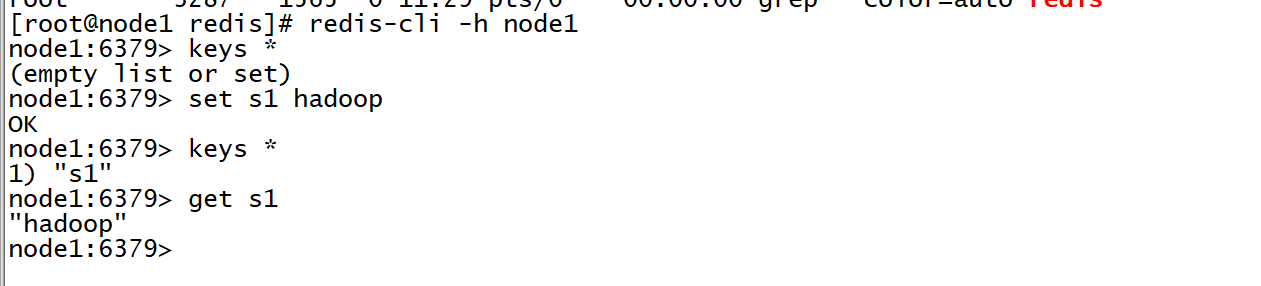 root 3287 1565 0 11:29 pts/0 00:00:00 grep color=auto redis
[root@node1 redis]# redis-cli -h node1
node1:6379> keys *
(empty list or set)
node1:6379> set s1 hadoop
OK
node1:6379> keys *
1) "s1"
node1:6379> get s1
"hadoop"
node1:6379>